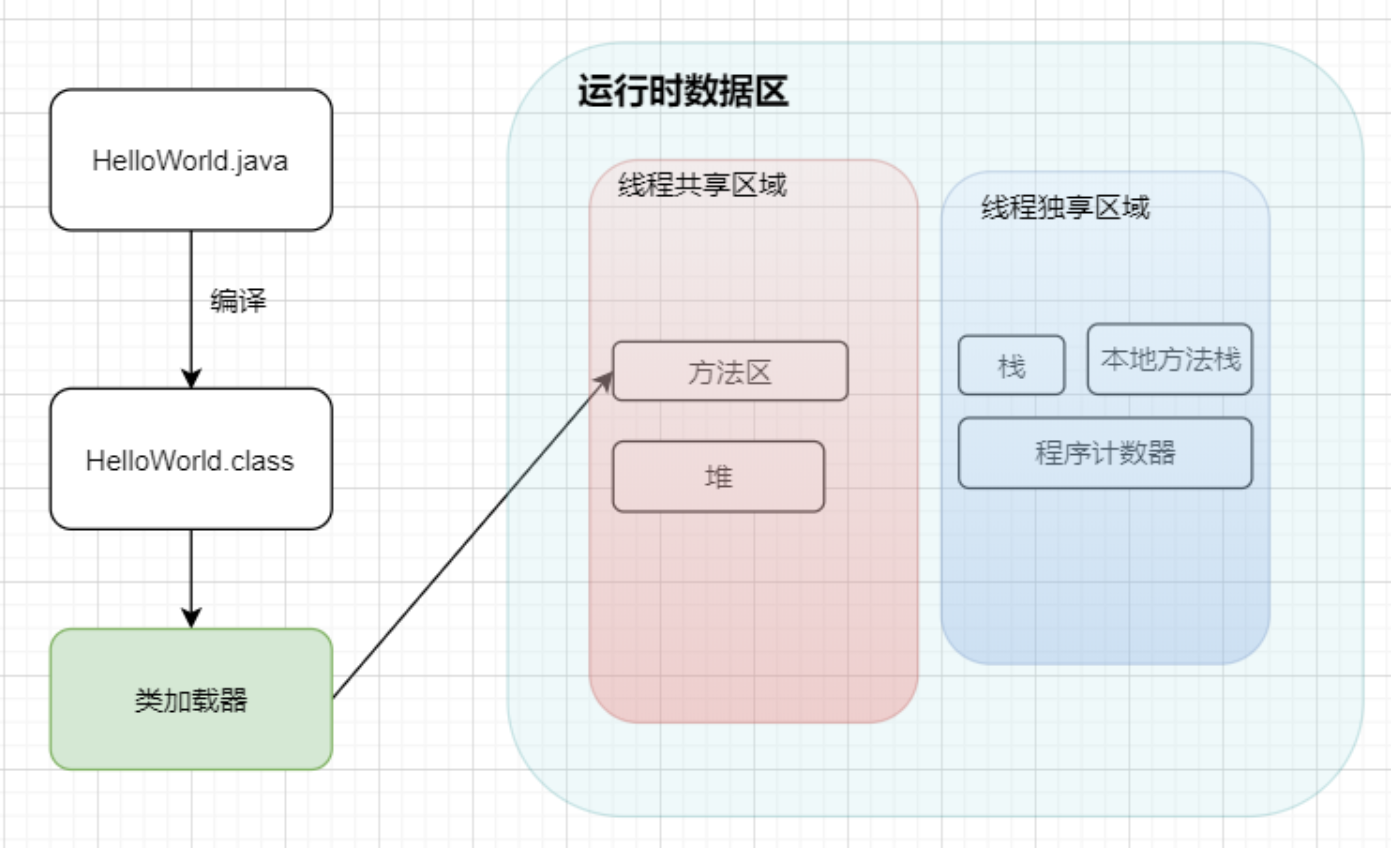 HelloWorld.java
编译
HelloWorld.class
类加载器
运行时数据区
线程共享区域
方法区
堆
线程独享区域
栈
本地方法栈
程序计数器